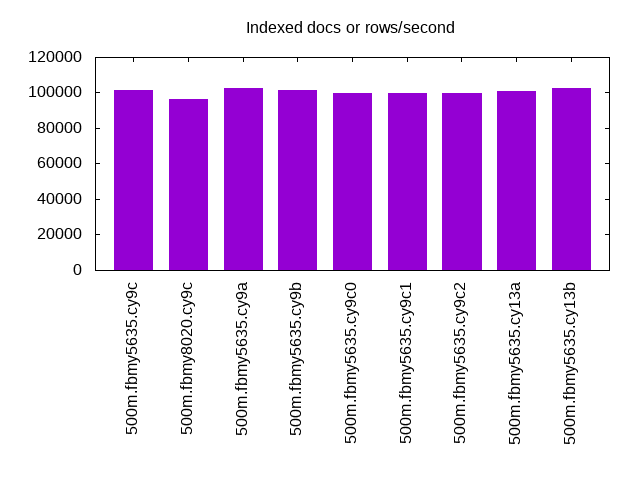 Indexed docs or rows/second
120000
100000
80000
60000
40000
20000
0
500m.fbmy5635.cy9c
500m.fbmy8020.cy9c
500m.fbmy5635.cy9a
500m.fbmy5635.cy9b
500m.fbmy5635.cy9c0
500m.fbmy5635.cy9c1
500m.fbmy5635.cy9c2
500m.fbmy5635.cy13a
500m.fbmy5635.cy13b